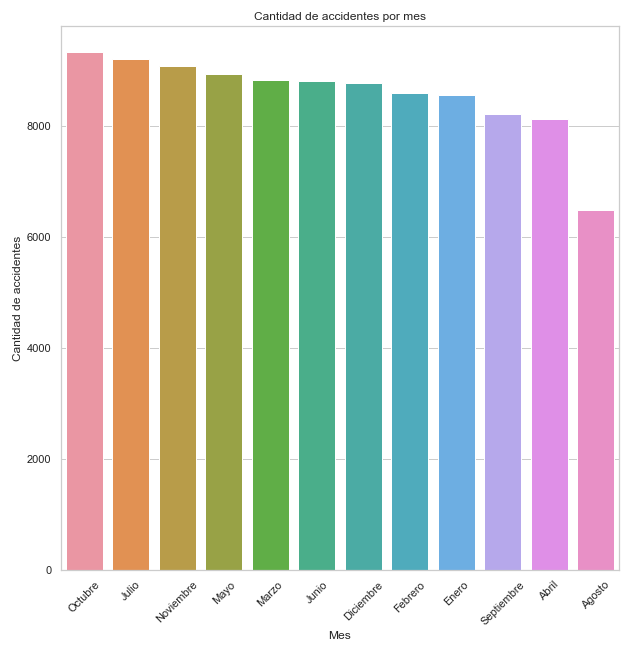 Cantidad de accidentes por mes
Cantidad de accidentes
8000
6000
4000
2000
0
Octubre
Julio
Noviembre
Mayo
Marzo
Junio
Diciembre
Febrero
Enero
Septiembre
Abril
Agosto
Mes